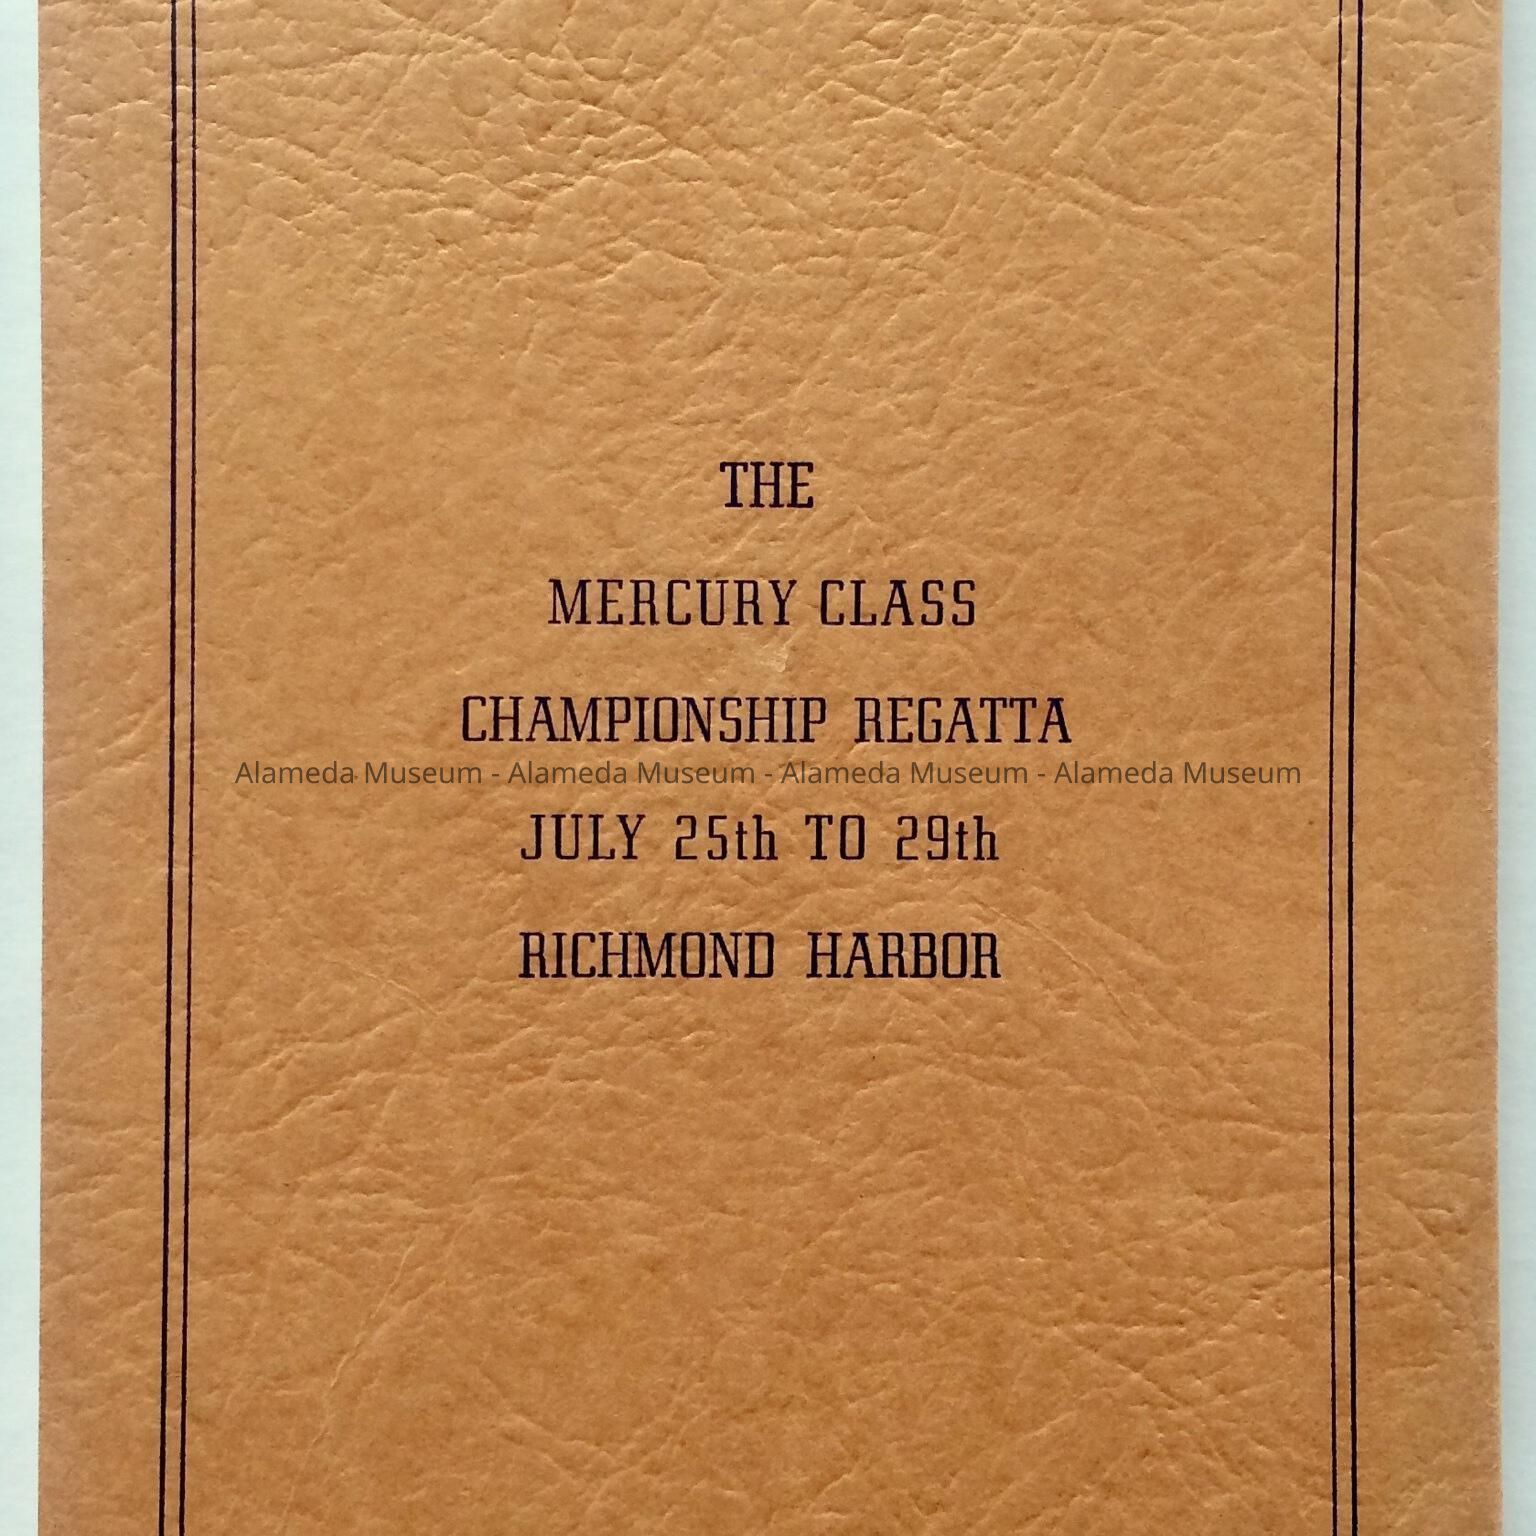 THE
MERCURY CLASS
CHAMPIONSHIP REGATTA
Alameda Museum - Alameda Museum - Alameda Museum - Alameda Museum
JULY 25th TO 29th
RICHMOND HARBOR